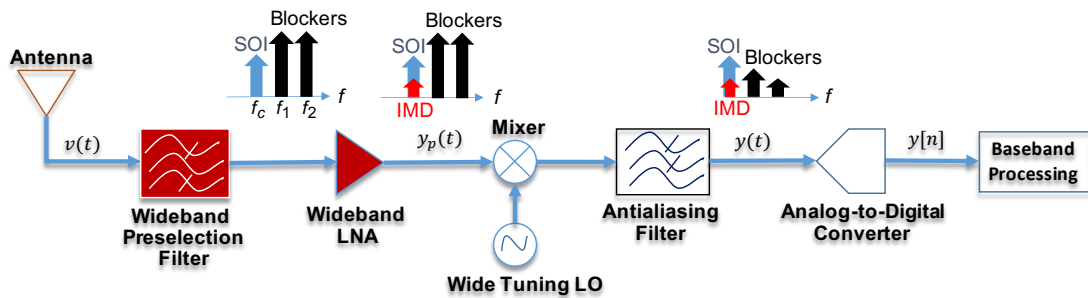 Antenna
v(t)
Wideband
Preselection
Filter
SOI
Blockers
f_c f_1 f_2 f
Wideband
LNA
SOI
Blockers
IMD
f
y_p(t)
Mixer
Wide Tuning LO
Antialiasing
Filter
SOI
Blockers
IMD
f
y(t)
Analog-to-Digital
Converter
y[n]
Baseband
Processing